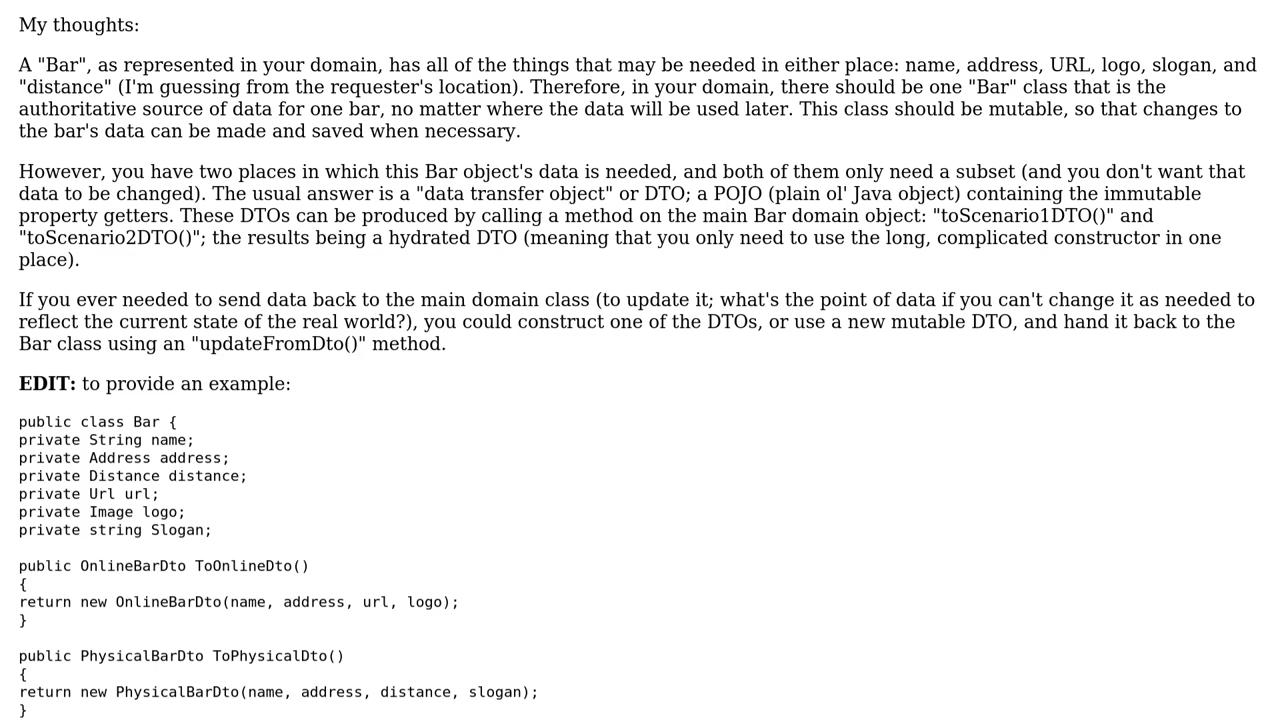 My thoughts:
A "Bar", as represented in your domain, has all of the things that may be needed in either place: name, address, URL, logo, slogan, and
"distance" (I'm guessing from the requester's location). Therefore, in your domain, there should be one "Bar" class that is the
authoritative source of data for one bar, no matter where the data will be used later. This class should be mutable, so that changes to
the bar's data can be made and saved when necessary.
However, you have two places in which this Bar object's data is needed, and both of them only need a subset (and you don't want that
data to be changed). The usual answer is a "data transfer object" or DTO; a POJO (plain ol' Java object) containing the immutable
property getters. These DTOs can be produced by calling a method on the main Bar domain object: "toScenario1DTO()" and
"toScenario2DTO()"; the results being a hydrated DTO (meaning that you only need to use the long, complicated constructor in one
place).
If you ever needed to send data back to the main domain class (to update it; what's the point of data if you can't change it as needed to
reflect the current state of the real world?), you could construct one of the DTOs, or use a new mutable DTO, and hand it back to the
Bar class using an "updateFromDto()" method.
EDIT: to provide an example:
public class Bar {
private String name;
private Address address;
private Distance distance;
private Url url;
private Image logo;
private string Slogan;
public OnlineBarDto ToOnlineDto()
{
return new OnlineBarDto(name, address, url, logo);
}
public PhysicalBarDto ToPhysicalDto()
{
return new PhysicalBarDto(name, address, distance, slogan);
}